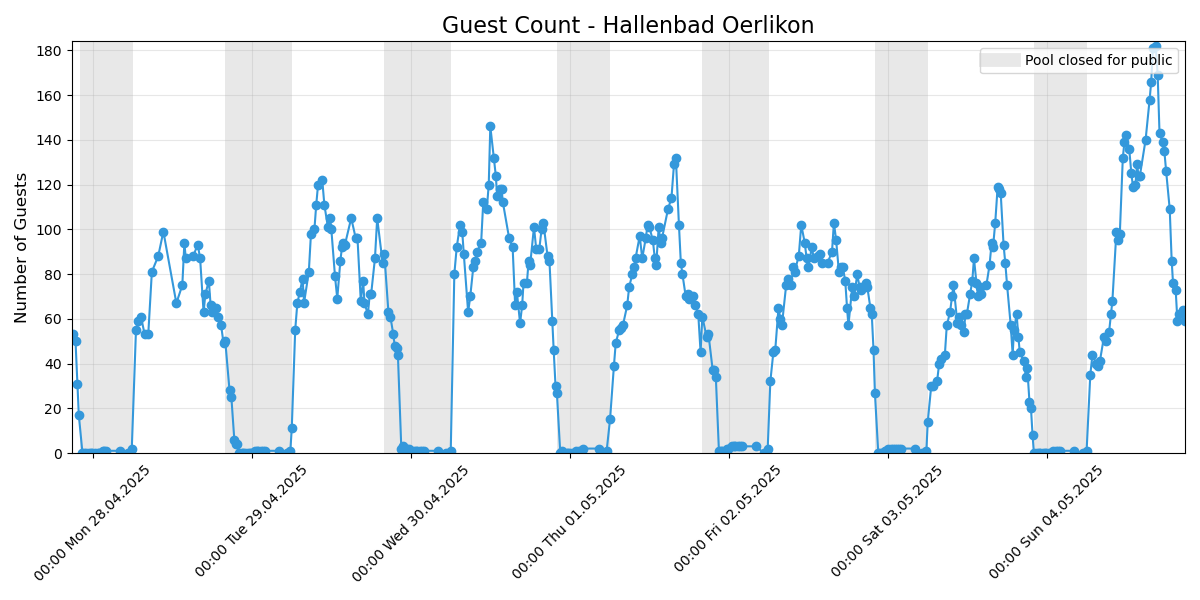 Guest Count - Hallenbad Oerlikon
Pool closed for public
Number of Guests
180
160
140
120
100
80
60
40
20
0
00:00 Mon 28.04.2025
00:00 Tue 29.04.2025
00:00 Wed 30.04.2025
00:00 Thu 01.05.2025
00:00 Fri 02.05.2025
00:00 Sat 03.05.2025
00:00 Sun 04.05.2025